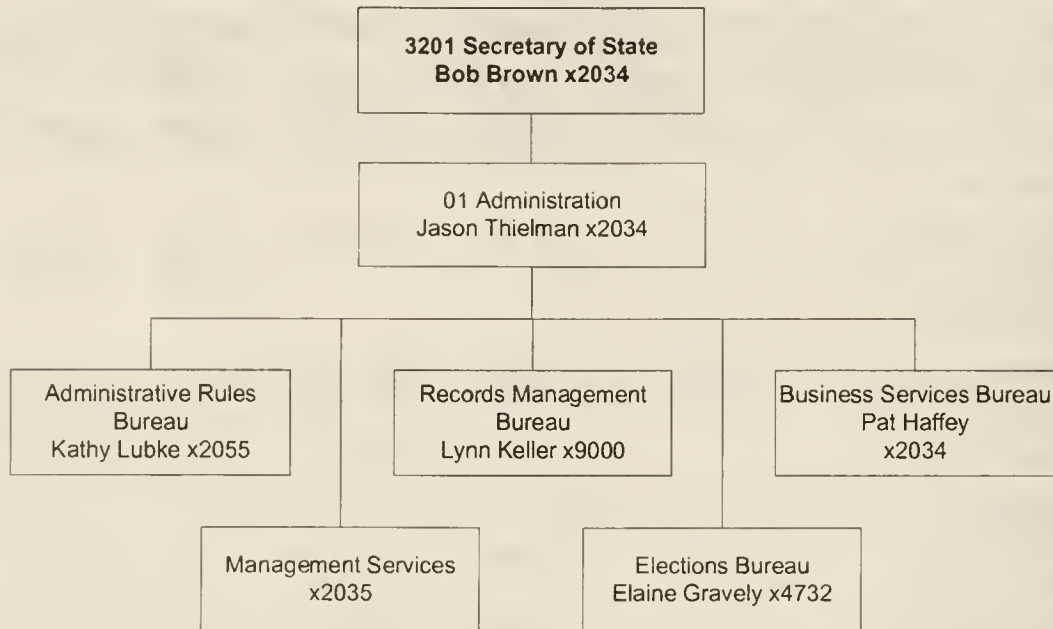 3201 Secretary of State
Bob Brown x2034
01 Administration
Jason Thielman x2034
Administrative Rules
Bureau
Kathy Lubke x2055
Records Management
Bureau
Lynn Keller x9000
Business Services Bureau
Pat Haffey
x2034
Management Services
x2035
Elections Bureau
Elaine Gravely x4732